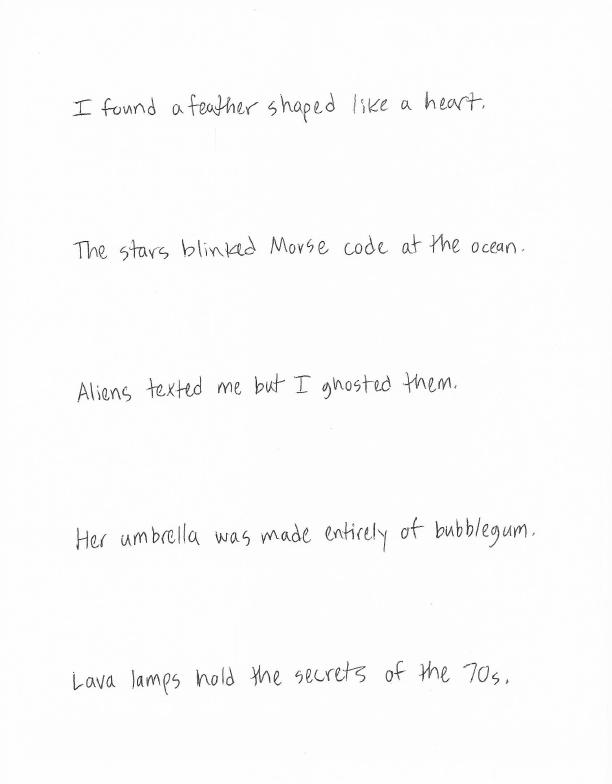 I found a feather shaped like a heart.
The stars blinked Morse code at the ocean.
Aliens texted me but I ghosted them.
Her umbrella was made entirely of bubblegum.
Lava lamps hold the secrets of the 70s.